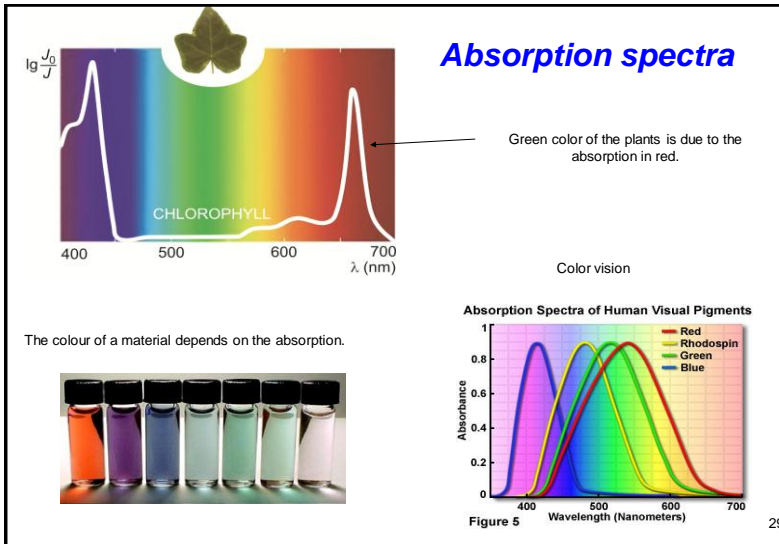 Absorption spectra
lg J0/J
CHLOROPHYLL
400 500 600 700
λ (nm)
Green color of the plants is due to the
absorption in red.
Color vision
The colour of a material depends on the absorption.
Absorption Spectra of Human Visual Pigments
Red
Rhodospin
Green
Blue
Absorbance
1
0.8
0.6
0.4
0.2
0
400 500 600 700
Wavelength (Nanometers)
Figure 5
29